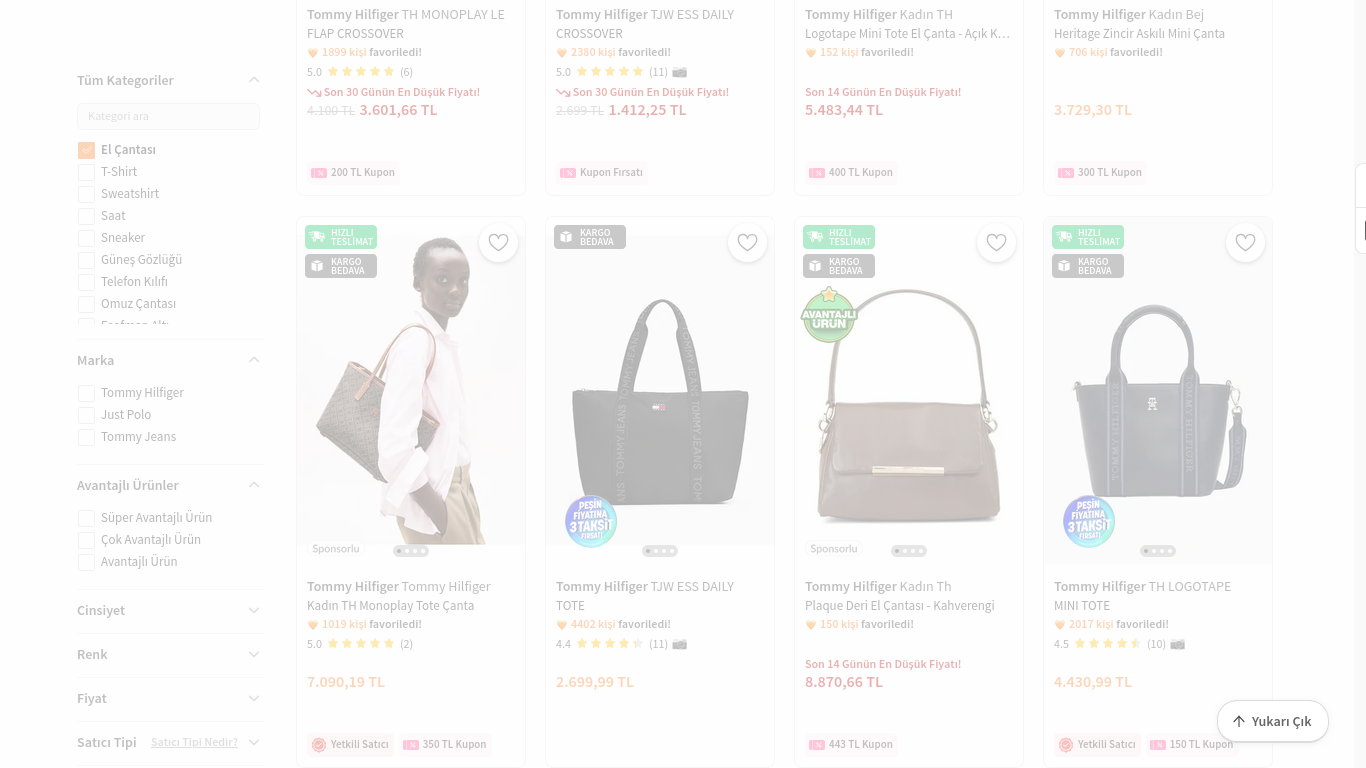 Tüm Kategoriler
Kategori ara
El Çantası
T-Shirt
Sweatshirt
Saat
Sneaker
Güneş Gözlüğü
Telefon Kılıfı
Omuz Çantası
Eşofman Altı
Marka
Tommy Hilfiger
Just Polo
Tommy Jeans
Avantajlı Ürünler
Süper Avantajlı Ürün
Çok Avantajlı Ürün
Avantajlı Ürün
Cinsiyet
Renk
Fiyat
Satıcı Tipi Satıcı Tipi Nedir?
Tommy Hilfiger TH MONOPLAY LE
FLAP CROSSOVER
1899 kişi favoriledi!
5.0 (6)
Son 30 Günün En Düşük Fiyatı!
4.100 TL 3.601,66 TL
200 TL Kupon
Tommy Hilfiger TJW ESS DAILY
CROSSOVER
2380 kişi favoriledi!
5.0 (11)
Son 30 Günün En Düşük Fiyatı!
2.699 TL 1.412,25 TL
Kupon Fırsatı
Tommy Hilfiger Kadın TH
Logotape Mini Tote El Çanta - Açık K...
152 kişi favoriledi!
Son 14 Günün En Düşük Fiyatı!
5.483,44 TL
400 TL Kupon
Tommy Hilfiger Kadın Bej
Heritage Zincir Askılı Mini Çanta
706 kişi favoriledi!
3.729,30 TL
300 TL Kupon
HIZLI
TESLİMAT
KARGO
BEDAVA
Sponsorlu
Tommy Hilfiger Tommy Hilfiger
Kadın TH Monoplay Tote Çanta
1019 kişi favoriledi!
5.0 (2)
7.090,19 TL
Yetkili Satıcı 350 TL Kupon
KARGO
BEDAVA
TOMMY JEANS
TOMMY JEANS
TOMMY JEANS
TOMMY JEANS
PEŞİN
FİYATINA
3 TAKSİT
FIRSATI
Tommy Hilfiger TJW ESS DAILY
TOTE
4402 kişi favoriledi!
4.4 (11)
2.699,99 TL
HIZLI
TESLİMAT
KARGO
BEDAVA
AVANTAJLI
ÜRÜN
Sponsorlu
Tommy Hilfiger Kadın Th
Plaque Deri El Çantası - Kahverengi
150 kişi favoriledi!
Son 14 Günün En Düşük Fiyatı!
8.870,66 TL
443 TL Kupon
HIZLI
TESLİMAT
KARGO
BEDAVA
TOMMY HILFIGER
PEŞİN
FİYATINA
3 TAKSİT
FIRSATI
Tommy Hilfiger TH LOGOTAPE
MINI TOTE
2017 kişi favoriledi!
4.5 (10)
4.430,99 TL
Yetkili Satıcı 150 TL Kupon
Yukarı Çık